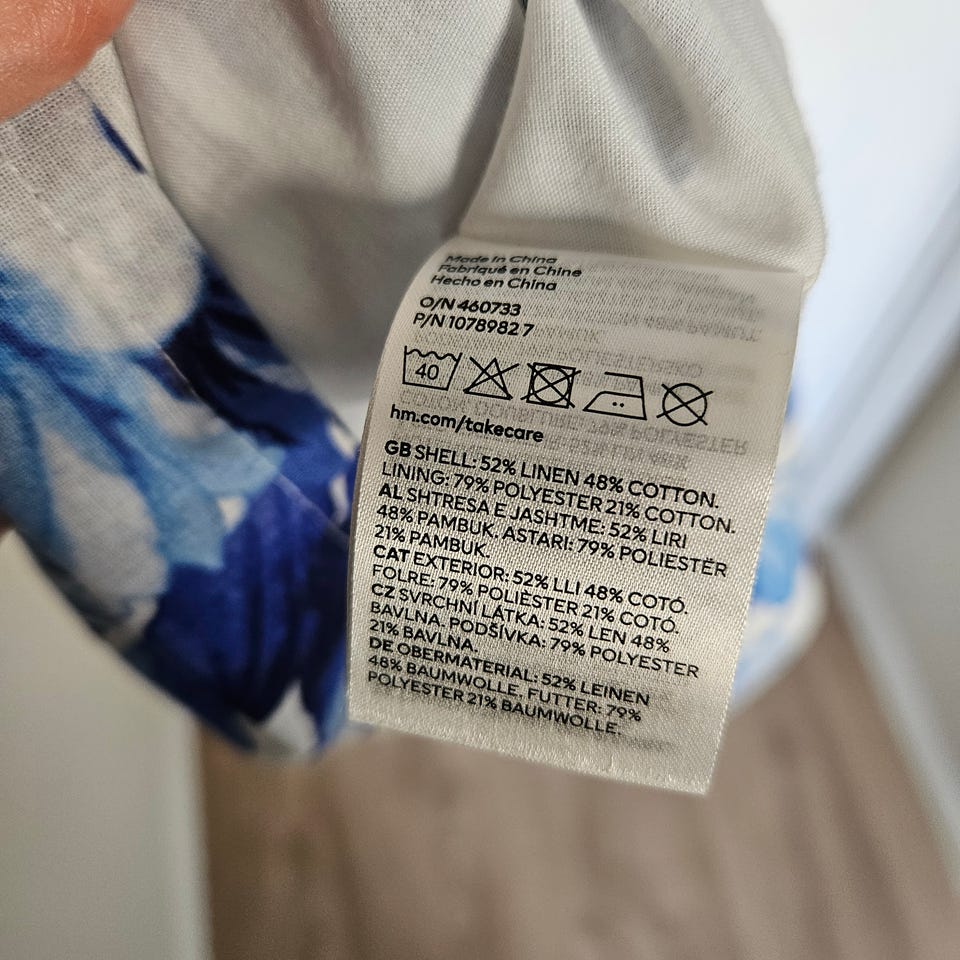 Made in China
Fabriqué en Chine
Hecho en China
O/N 460733
P/N 1078982 7
40
hm.com/takecare
GB SHELL: 52% LINEN 48% COTTON.
LINING: 79% POLYESTER 21% COTTON.
AL SHTRESA E JASHTME: 52% LIRI
48% PAMBUK. ASTARI: 79% POLIESTËR
21% PAMBUK.
CAT EXTERIOR: 52% LLI 48% COTÓ.
FOLRE: 79% POLIÈSTER 21% COTÓ.
CZ SVRCHNÍ LÁTKA: 52% LEN 48%
BAVLNA. PODŠÍVKA: 79% POLYESTER
21% BAVLNA.
DE OBERMATERIAL: 52% LEINEN
48% BAUMWOLLE. FUTTER: 79%
POLYESTER 21% BAUMWOLLE.